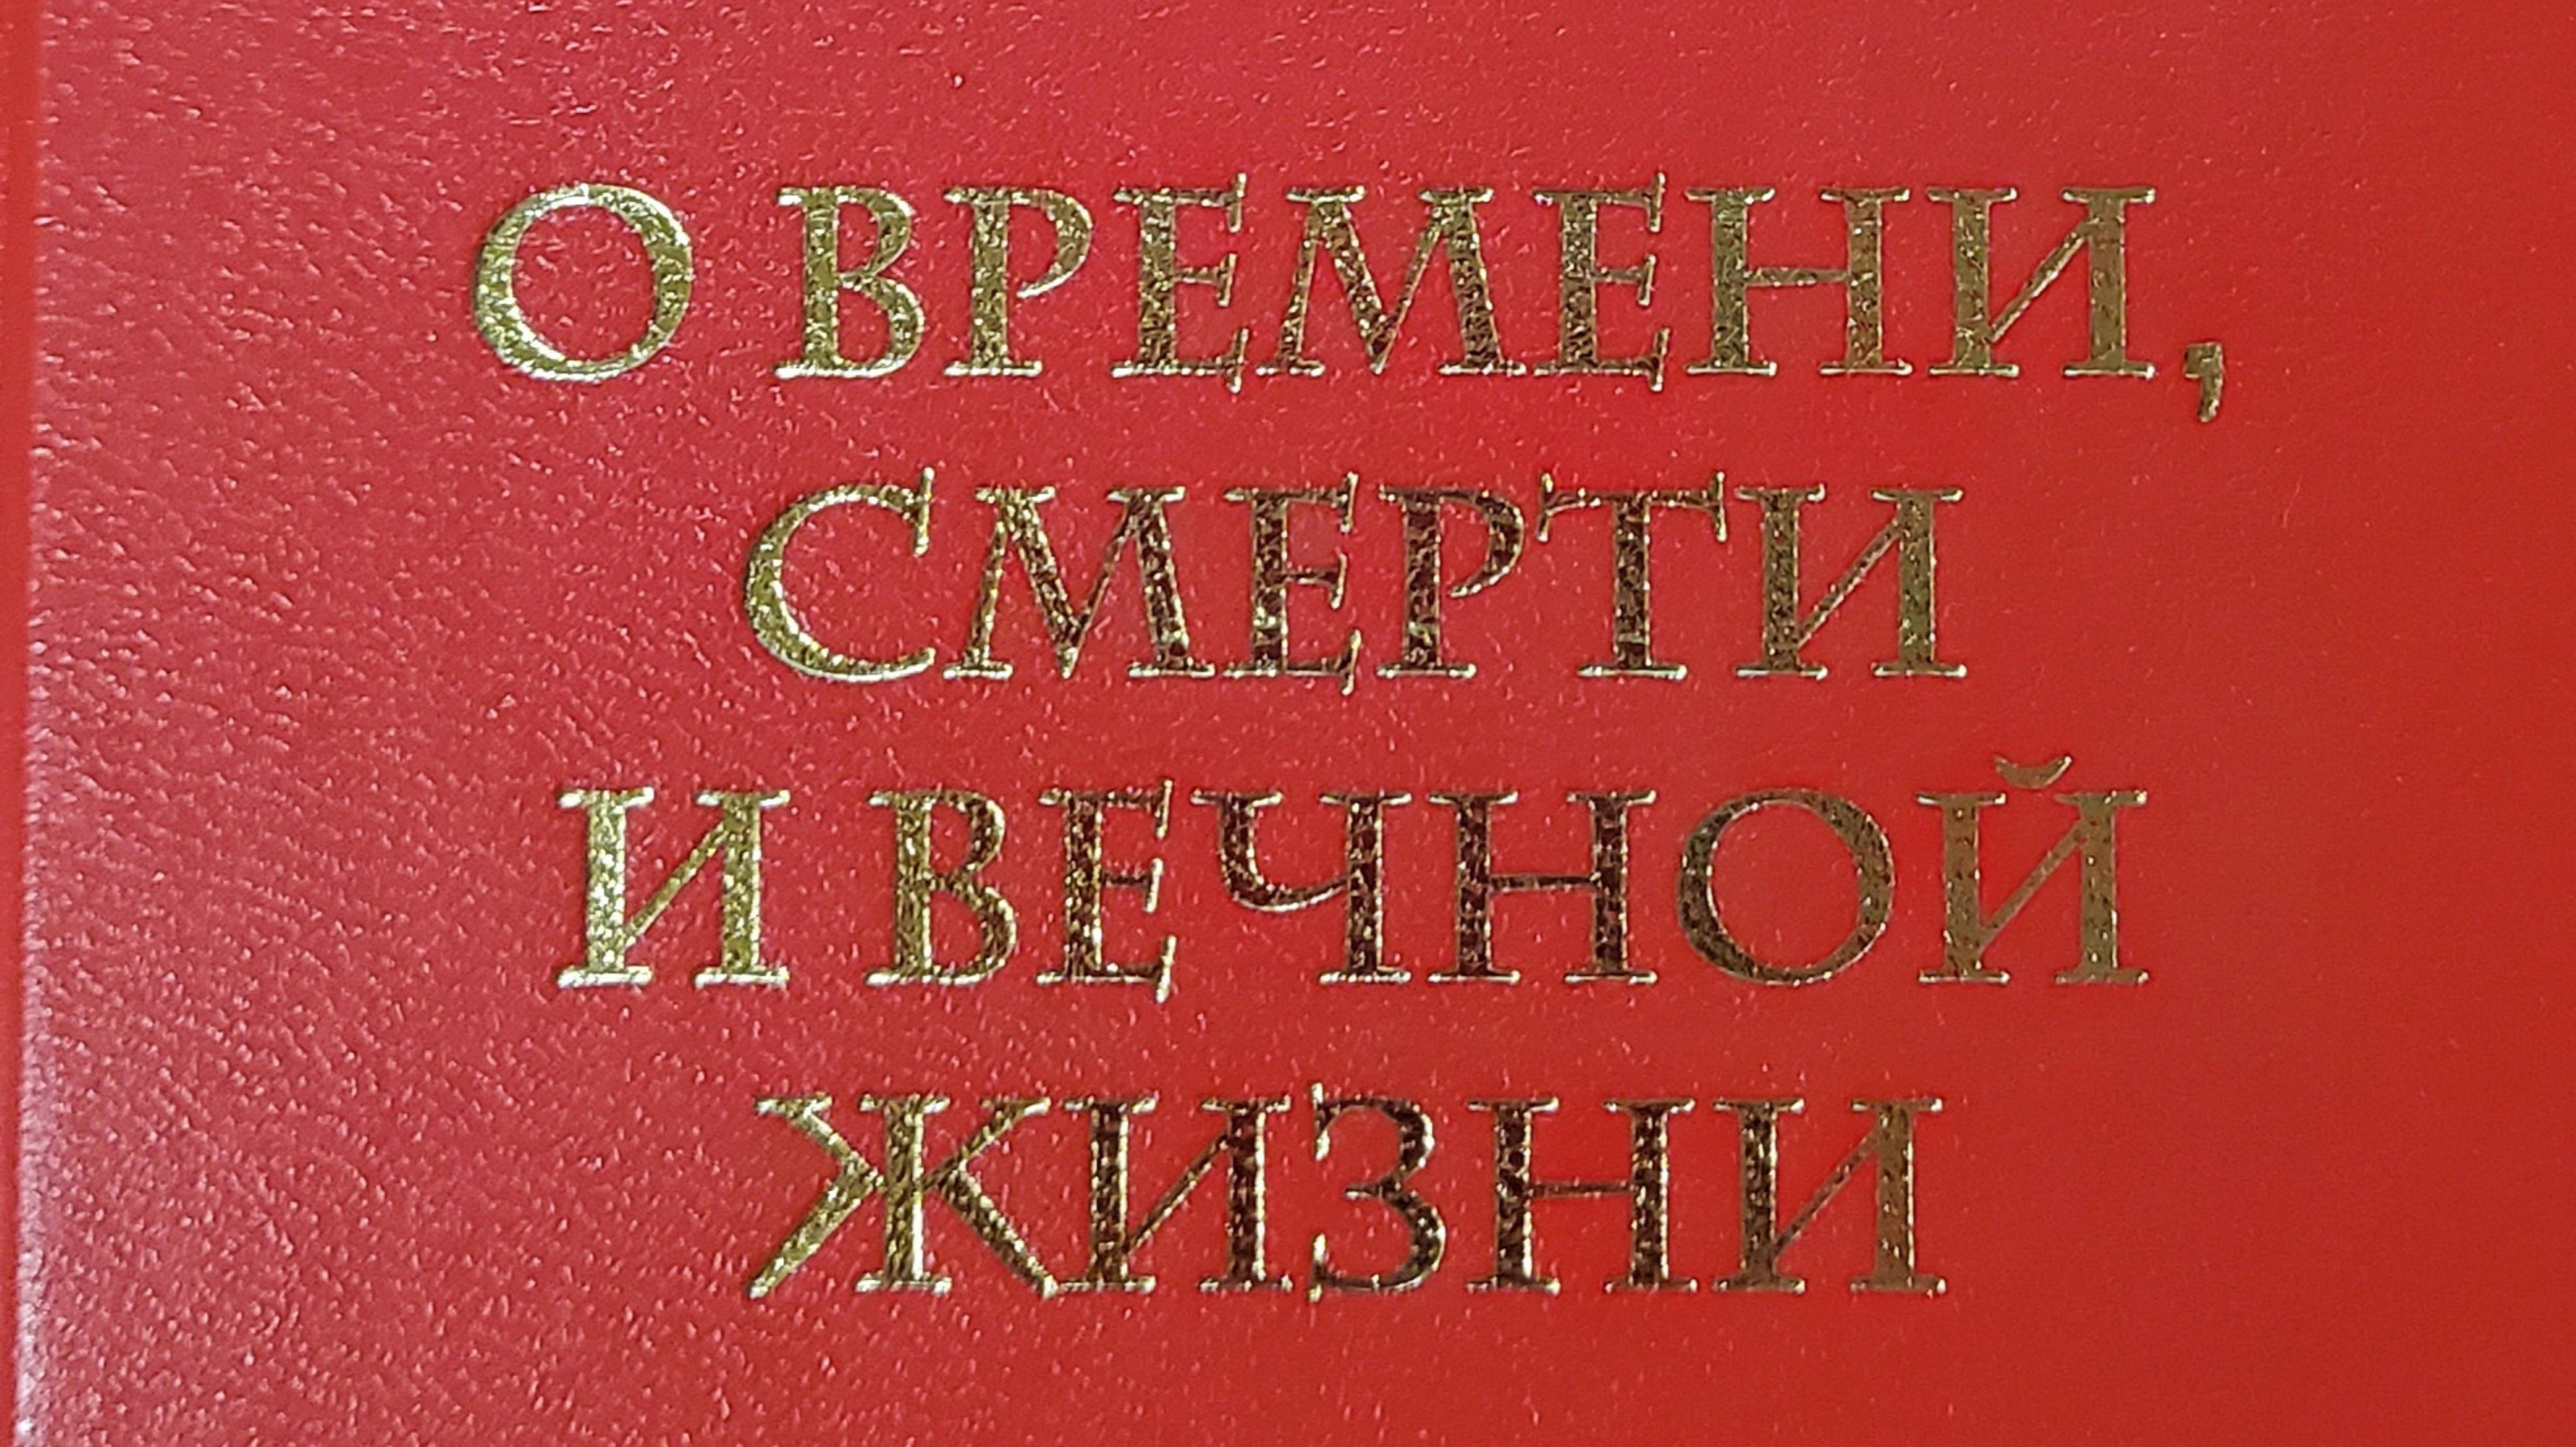 О ВРЕМЕНИ,
СМЕРТИ
И ВЕЧНОЙ
ЖИЗНИ